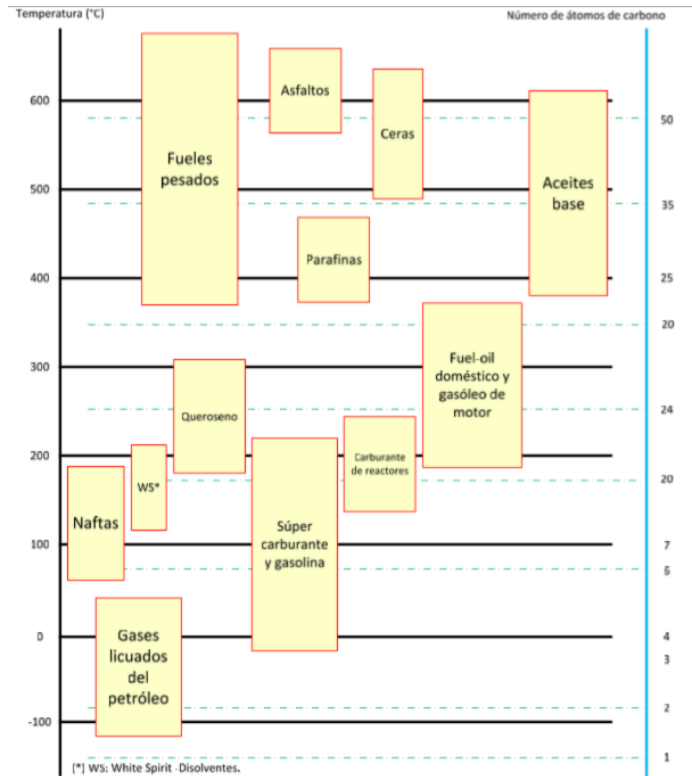 Temperatura (°C)
Número de átomos de carbono
Asfaltos
600
50
Ceras
Fueles
pesados
Aceites
base
500
35
Parafinas
400
25
20
Fuel-oil
doméstico y
gasóleo de
motor
300
24
Queroseno
200
Carburante
de reactores
WS*
20
Naftas
Súper
carburante
y gasolina
100
7
6
0
4
Gases
licuados
del
petróleo
3
2
-100
1
[*] WS: White Spirit -Disolventes.